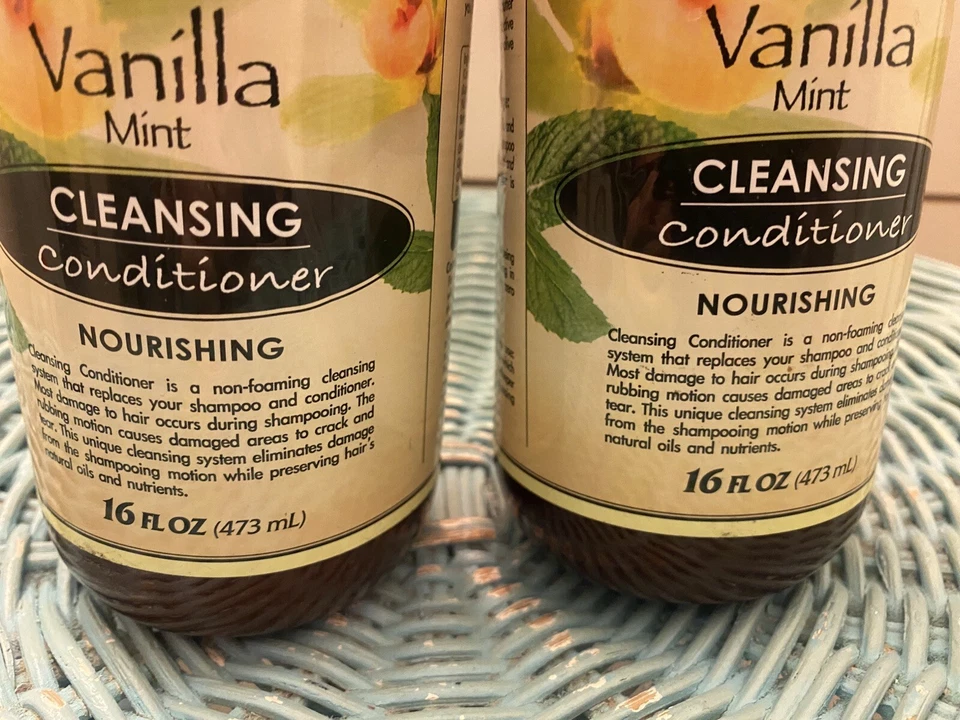 Vanilla
Mint
CLEANSING
Conditioner
NOURISHING
Cleansing Conditioner is a non-foaming cleansing
system that replaces your shampoo and conditioner.
Most damage to hair occurs during shampooing. The
rubbing motion causes damaged areas to crack and
tear. This unique cleansing system eliminates damage
from the shampooing motion while preserving hair's
natural oils and nutrients.
16 FL OZ (473 mL)
Vanilla
Mint
CLEANSING
Conditioner
NOURISHING
Cleansing Conditioner is a non-foaming
system that replaces your shampoo and
Most damage to hair occurs during shampooing
rubbing motion causes damaged areas to
tear. This unique cleansing system eliminates
from the shampooing motion while preserving
natural oils and nutrients.
16 FL OZ (473 mL)